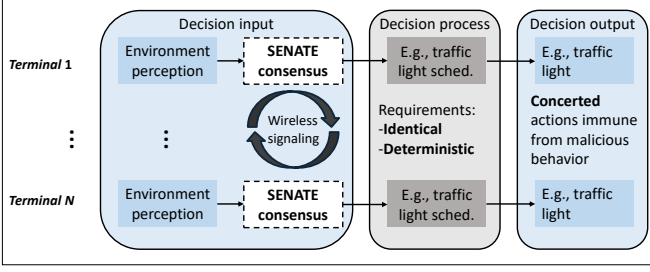 Decision input
Decision process
Decision output
Terminal 1
Environment
perception
SENATE
consensus
E.g., traffic
light sched.
E.g., traffic
light
Wireless
signaling
Requirements:
-Identical
-Deterministic
Concerted
actions immune
from malicious
behavior
Terminal N
Environment
perception
SENATE
consensus
E.g., traffic
light sched.
E.g., traffic
light